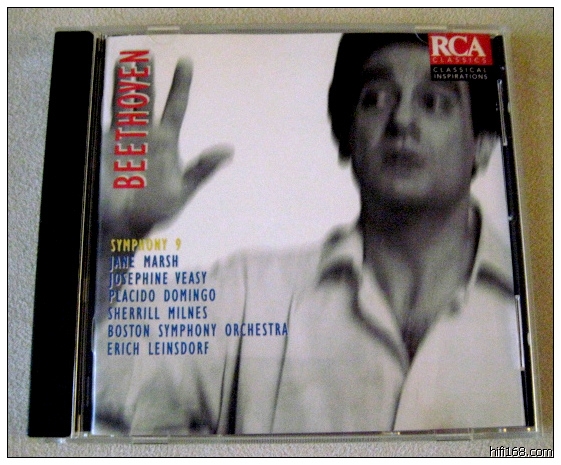 BEETHOVEN
RCA
CLASSICS
CLASSICAL
INSPIRATIONS
SYMPHONY 9
JANE MARSH
JOSEPHINE VEASY
PLACIDO DOMINGO
SHERRILL MILNES
BOSTON SYMPHONY ORCHESTRA
ERICH LEINSDORF
hifi168.com